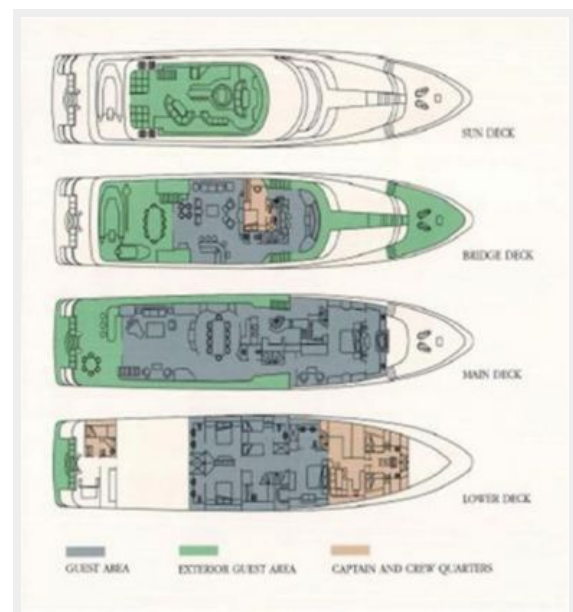 SUN DECK
BRIDGE DECK
MAIN DECK
LOWER DECK
GUEST AREA
EXTERIOR GUEST AREA
CAPTAIN AND CREW QUARTERS